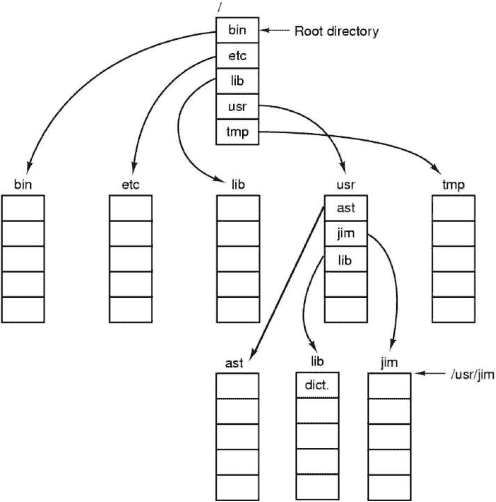 /
bin
Root directory
etc
lib
usr
tmp
bin
etc
lib
usr
tmp
ast
jim
lib
ast
lib
jim
dict.
/usr/jim